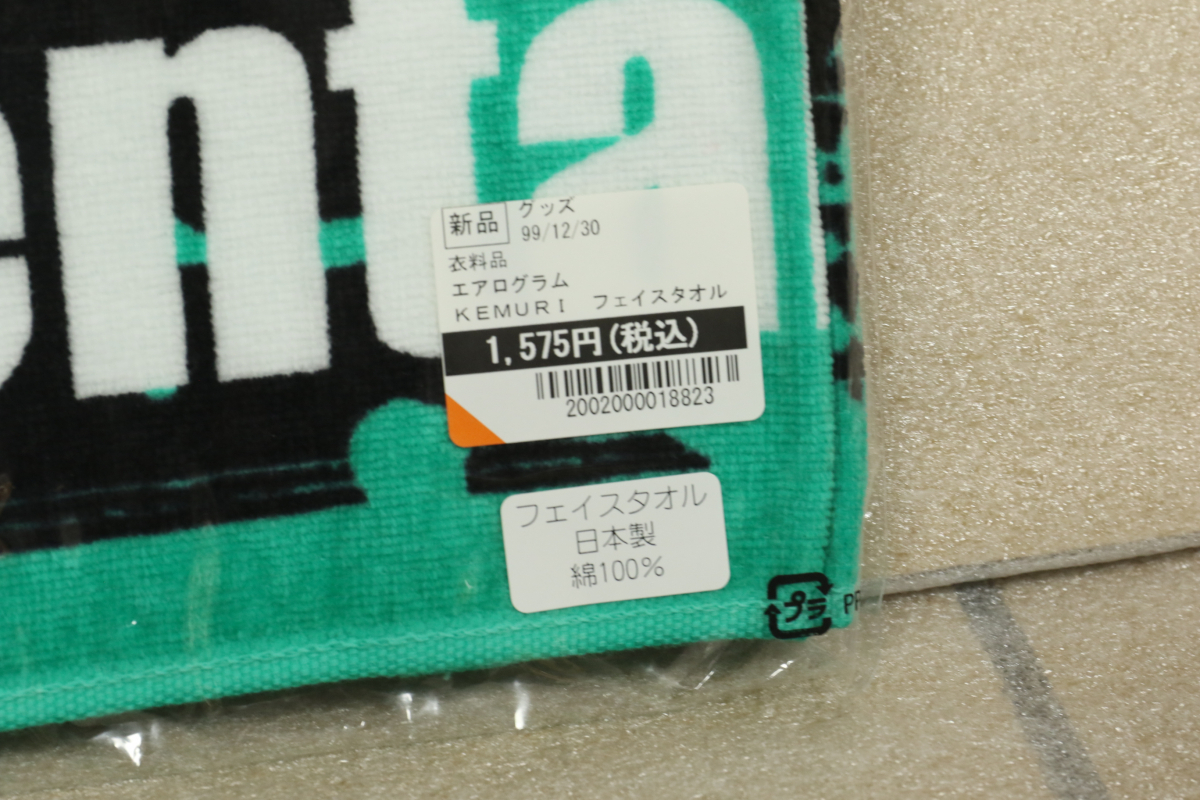 enta
新品 グッズ
99/12/30
衣料品
エアログラム
KEMURI フェイスタオル
1,575円(税込)
2002000018823
フェイスタオル
日本製
綿100%
プラ